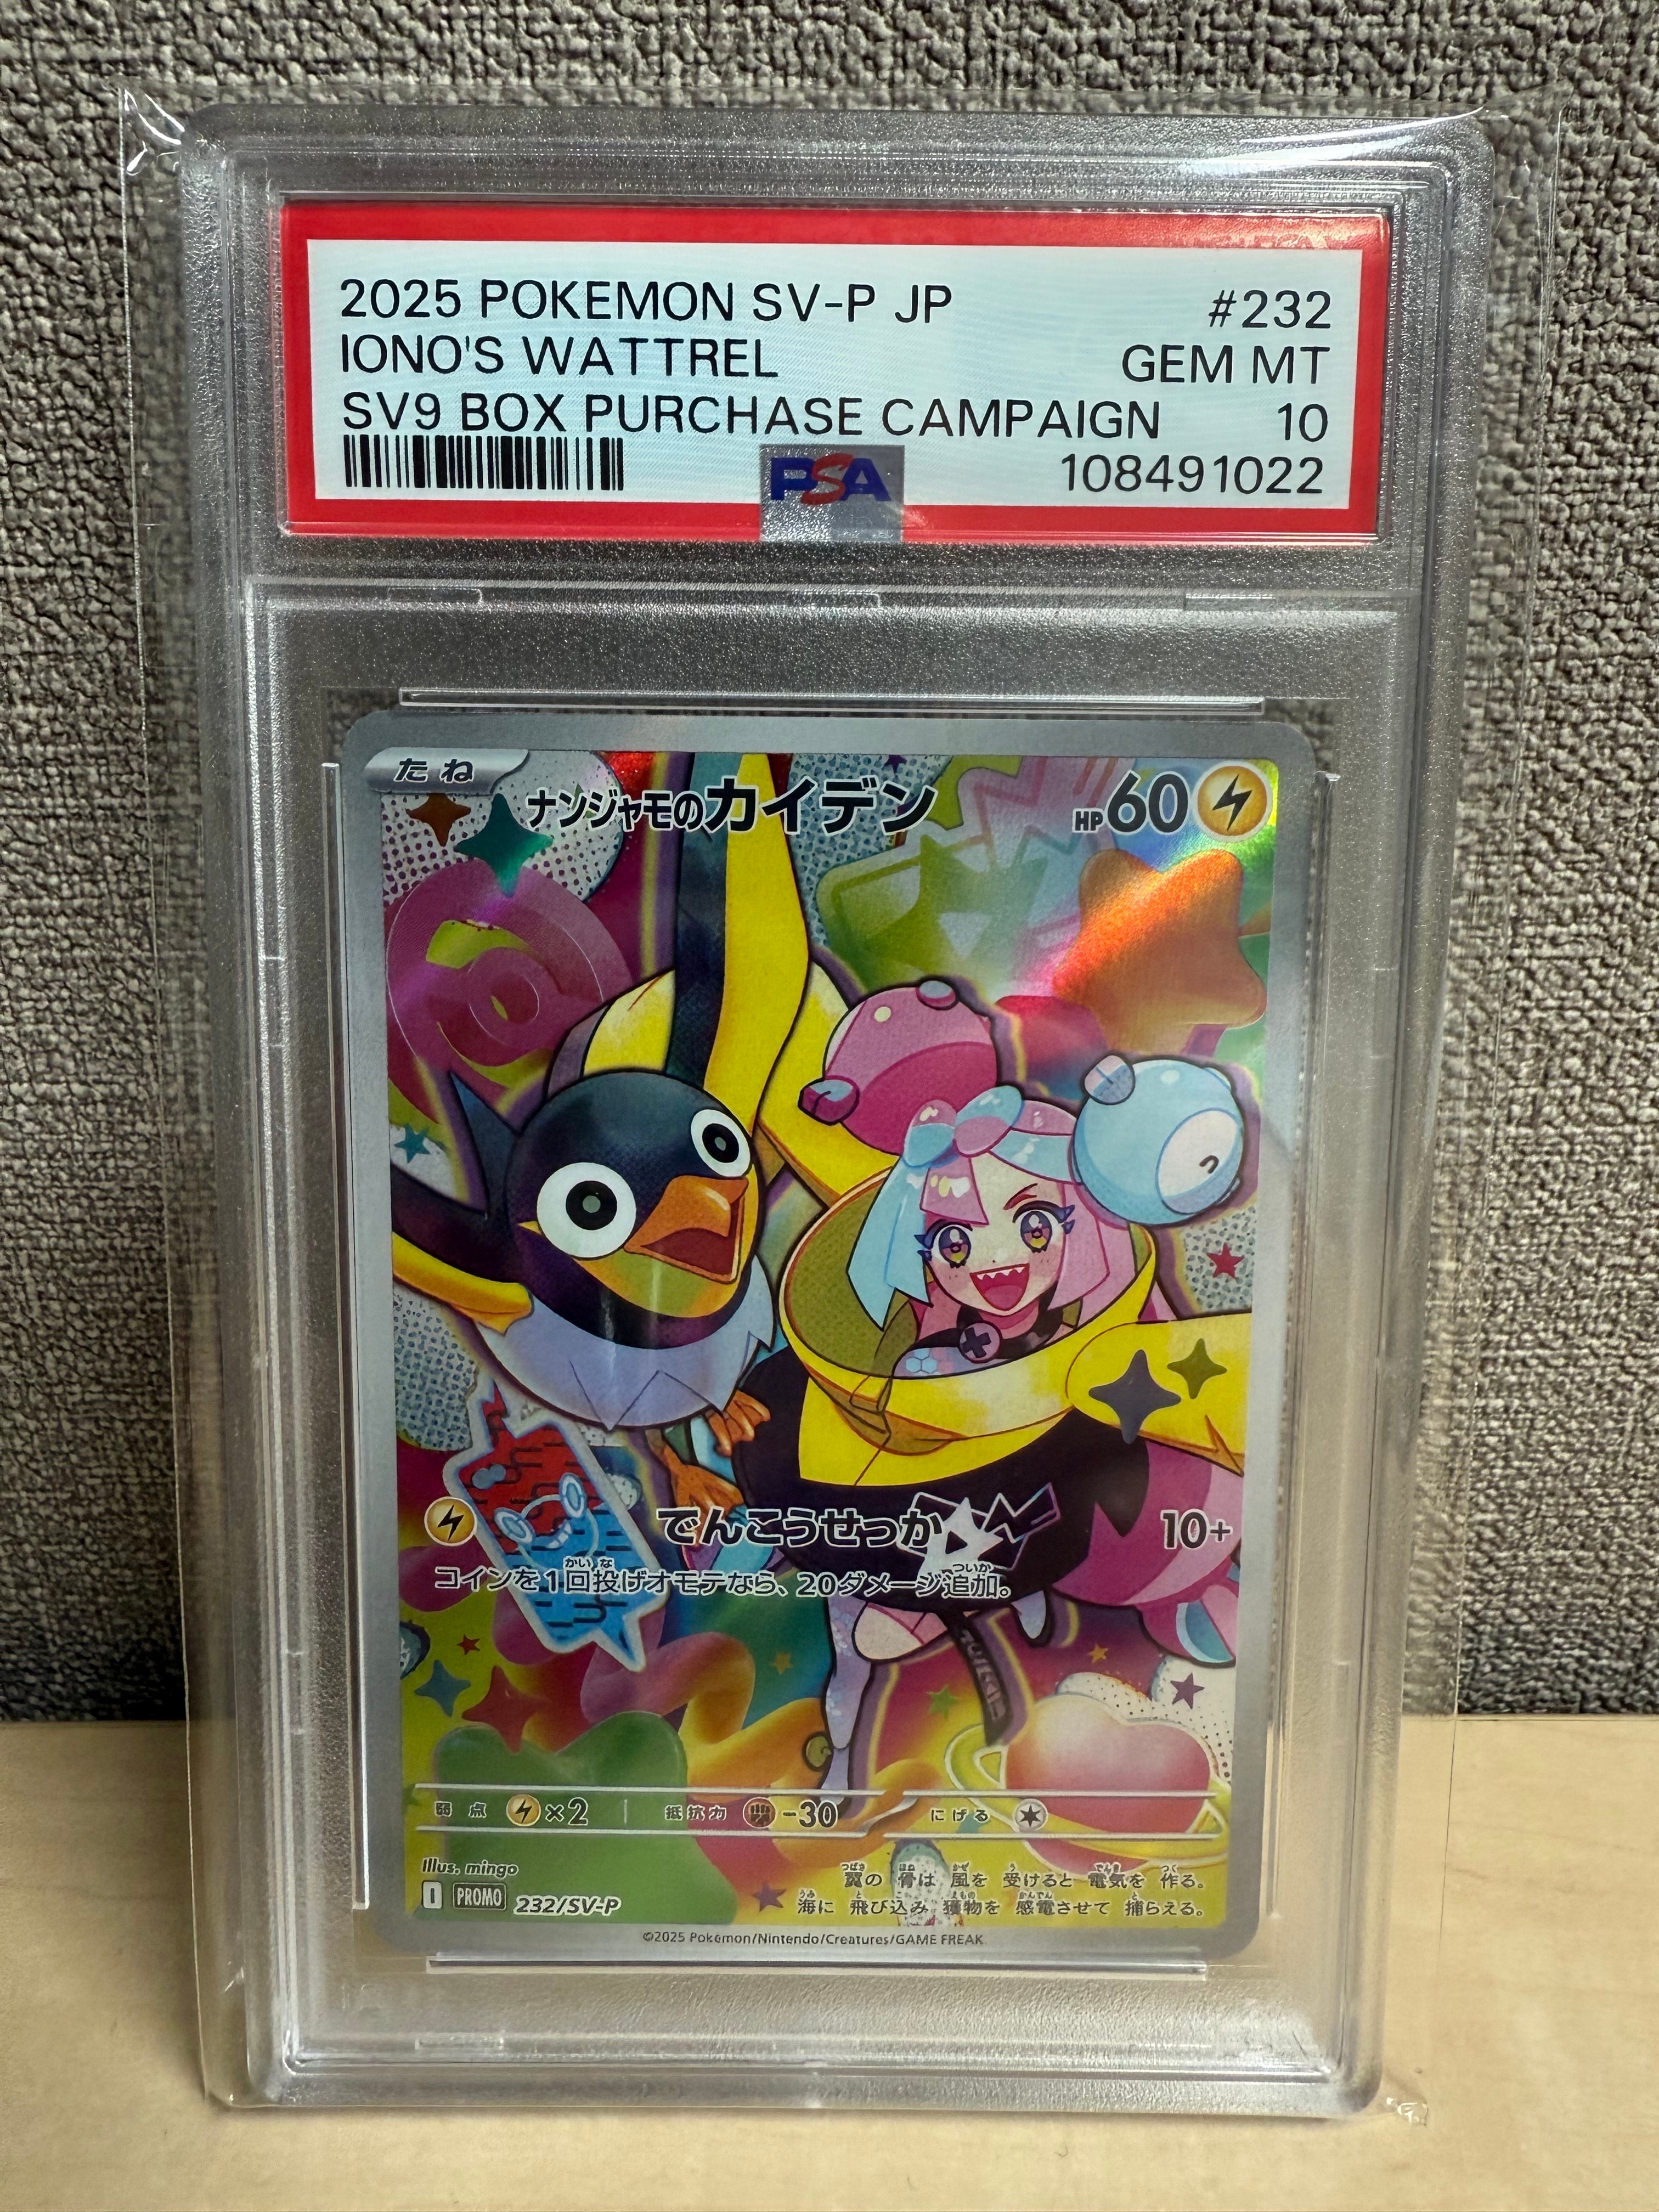 2025 POKEMON SV-P JP #232
IONO'S WATTREL GEM MT
SV9 BOX PURCHASE CAMPAIGN 10
PSA 108491022
たね ナンジャモのカイデン HP60
でんこうせっか 10+
コインを1回投げオモテなら、20ダメージ追加。
弱点 ×2 抵抗力 -30 にげる
Illus. mingo
翼の骨は風を受けると電気を作る。
海に飛び込み獲物を感電させて捕らえる。
I PROMO 232/SV-P
©2025 Pokémon/Nintendo/Creatures/GAME FREAK